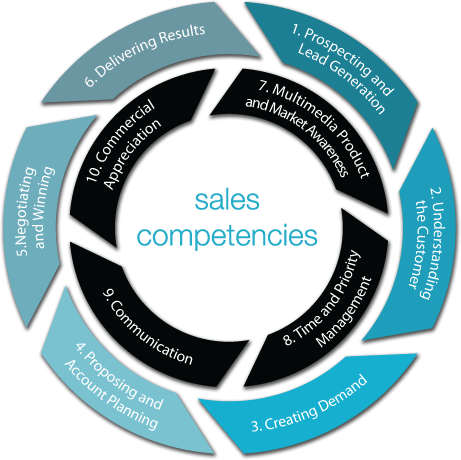 sales
competencies
1. Prospecting and
Lead Generation
2. Understanding
the Customer
3. Creating Demand
4. Proposing and
Account Planning
5.Negotiating
and Winning
6. Delivering Results
7. Multimedia Product
and Market Awareness
8. Time and Priority
Management
9. Communication
10. Commercial
Appreciation